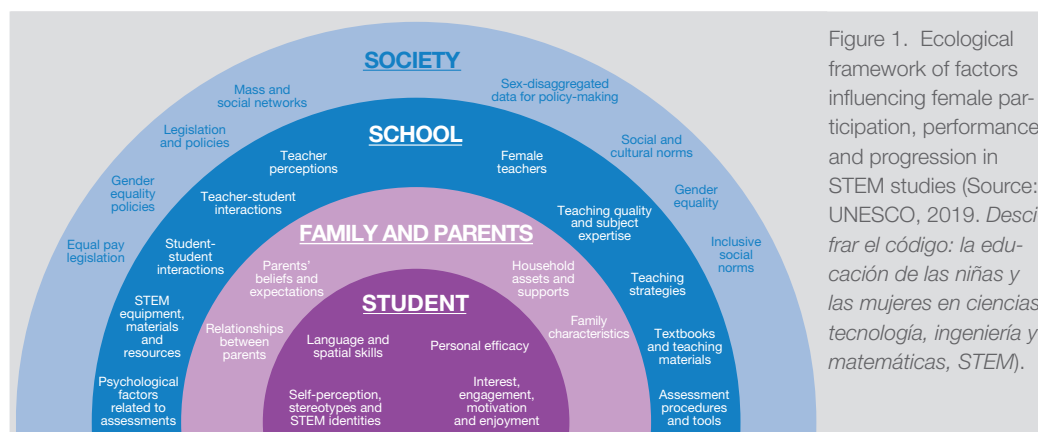 SOCIETY
Mass and
social networks
Sex-disaggregated
data for policy-making
Legislation
and policies
Social and
cultural norms
Gender
equality
policies
Gender
equality
Equal pay
legislation
Inclusive
social
norms
SCHOOL
Teacher
perceptions
Female
teachers
Teacher-student
interactions
Teaching quality
and subject
expertise
Student-
student
interactions
Teaching
strategies
STEM
equipment,
materials
and
resources
Textbooks
and teaching
materials
Psychological
factors
related to
assessments
Assessment
procedures
and tools
FAMILY AND PARENTS
Parents'
beliefs and
expectations
Household
assets and
supports
Relationships
between
parents
Family
characteristics
STUDENT
Language and
spatial skills
Personal efficacy
Self-perception,
stereotypes and
STEM identities
Interest,
engagement,
motivation
and enjoyment
Figure 1. Ecological
framework of factors
influencing female par-
ticipation, performance
and progression in
STEM studies (Source:
UNESCO, 2019. Desci
frar el código: la edu-
cación de las niñas y
las mujeres en ciencias
tecnología, ingeniería y
matemáticas, STEM).